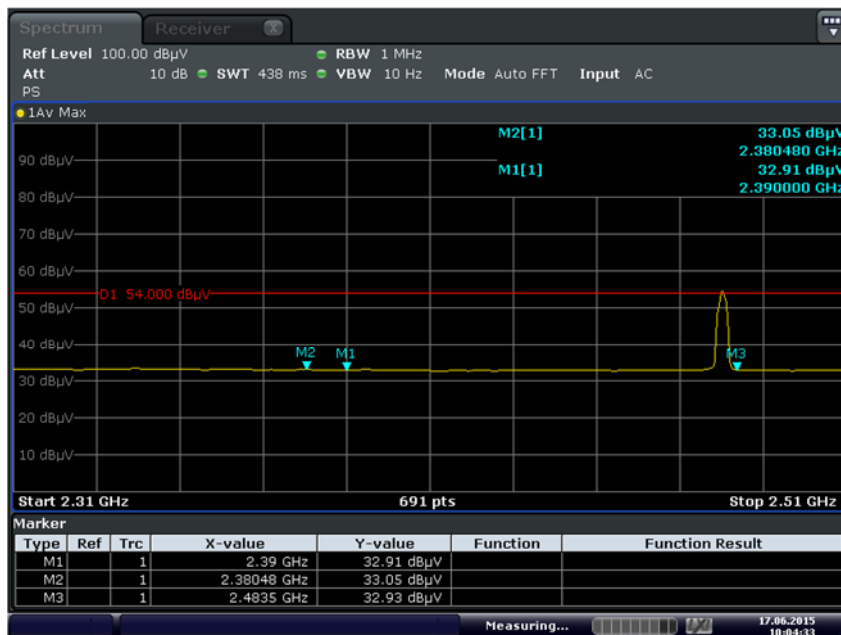 Spectrum Receiver X
Ref Level 100.00 dBµV RBW 1 MHz
Att 10 dB SWT 438 ms VBW 10 Hz Mode Auto FFT Input AC
PS
1Av Max
M2[1] 33.05 dBµV
2.380480 GHz
M1[1] 32.91 dBµV
2.390000 GHz
90 dBµV
80 dBµV
70 dBµV
60 dBµV
D1 54.000 dBµV
50 dBµV
40 dBµV
M2 M1 M3
30 dBµV
20 dBµV
10 dBµV
Start 2.31 GHz 691 pts Stop 2.51 GHz
Marker
Type Ref Trc X-value Y-value Function Function Result
M1 1 2.39 GHz 32.91 dBµV
M2 1 2.38048 GHz 33.05 dBµV
M3 1 2.4835 GHz 32.93 dBµV
Measuring... 17.06.2015
10:04:33